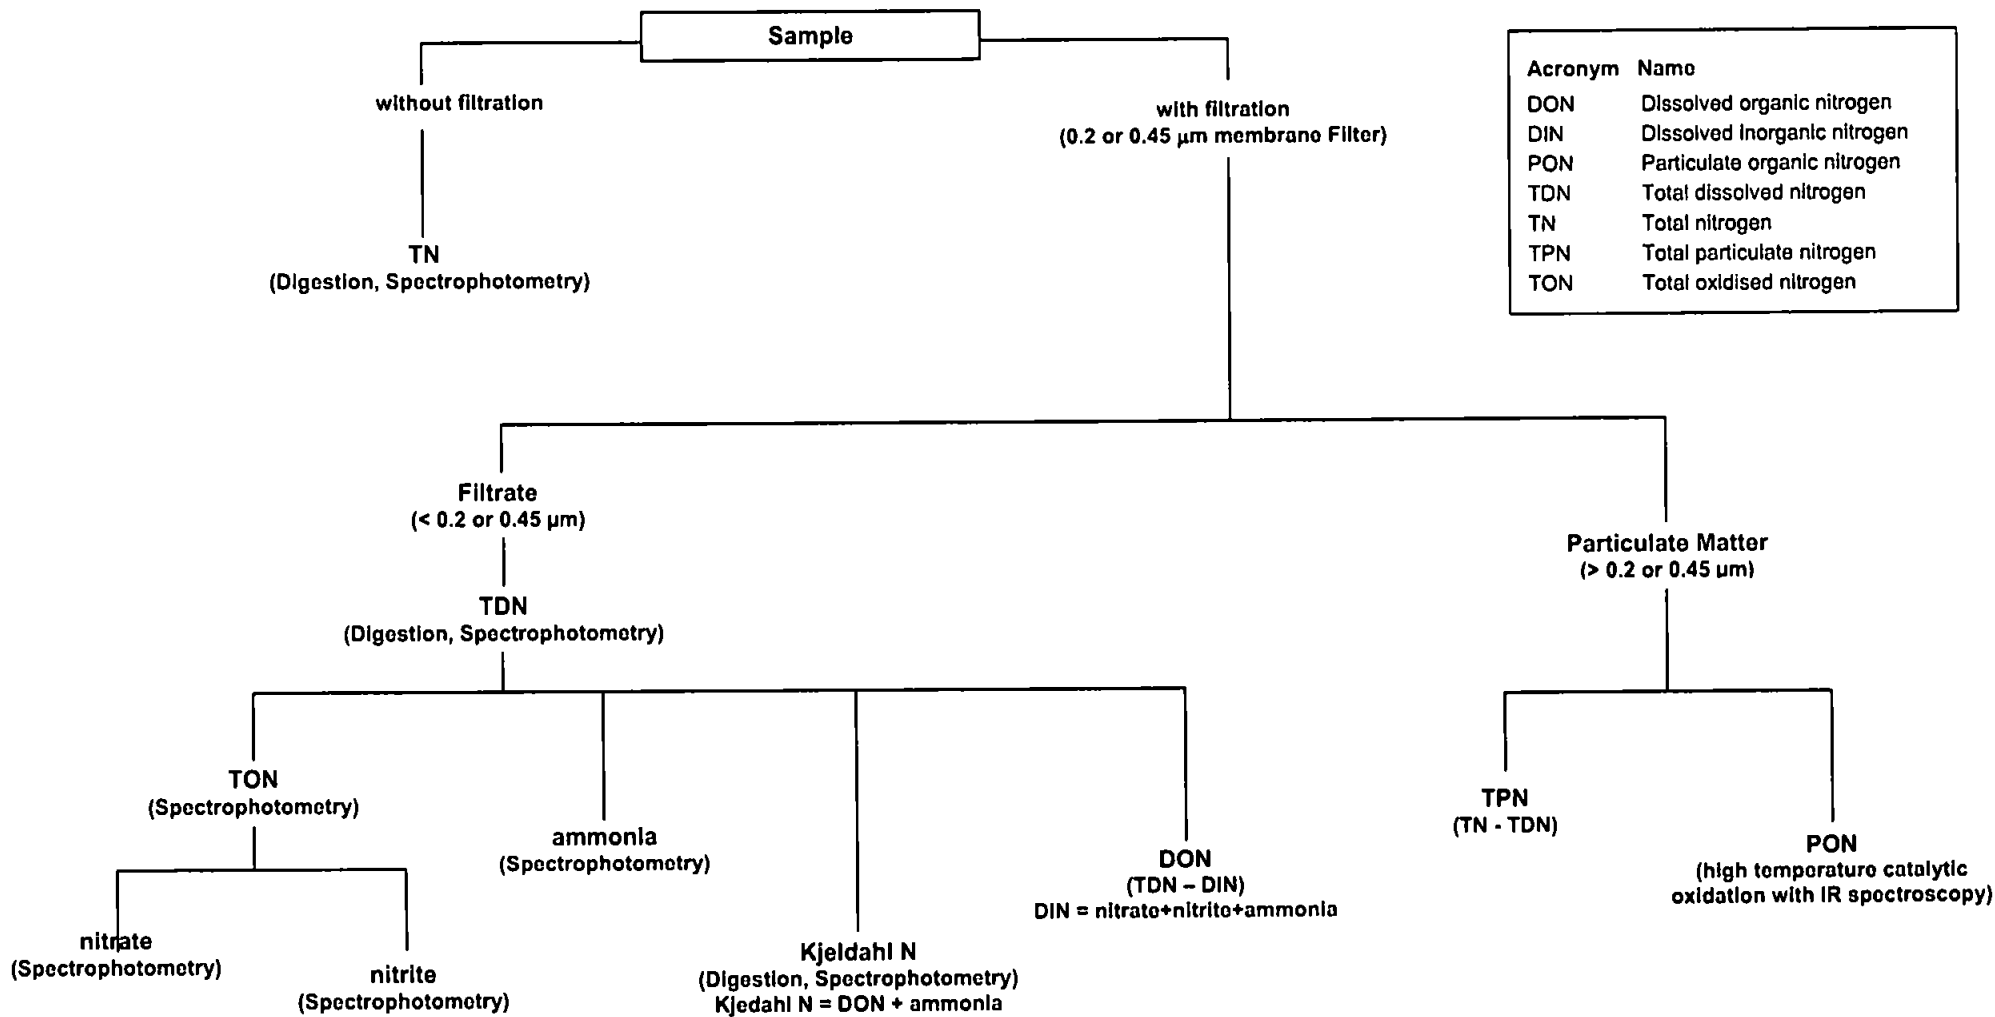 Sample
without filtration
with filtration
(0.2 or 0.45 µm membrane Filter)
TN
(Digestion, Spectrophotometry)
Acronym Name
DON Dissolved organic nitrogen
DIN Dissolved inorganic nitrogen
PON Particulate organic nitrogen
TDN Total dissolved nitrogen
TN Total nitrogen
TPN Total particulate nitrogen
TON Total oxidised nitrogen
Filtrate
(< 0.2 or 0.45 µm)
TDN
(Digestion, Spectrophotometry)
Particulate Matter
(> 0.2 or 0.45 µm)
TON
(Spectrophotometry)
nitrate
(Spectrophotometry)
nitrite
(Spectrophotometry)
ammonia
(Spectrophotometry)
Kjeldahl N
(Digestion, Spectrophotometry)
Kjedahl N = DON + ammonia
DON
(TDN – DIN)
DIN = nitrate+nitrite+ammonia
TPN
(TN - TDN)
PON
(high temperature catalytic
oxidation with IR spectroscopy)